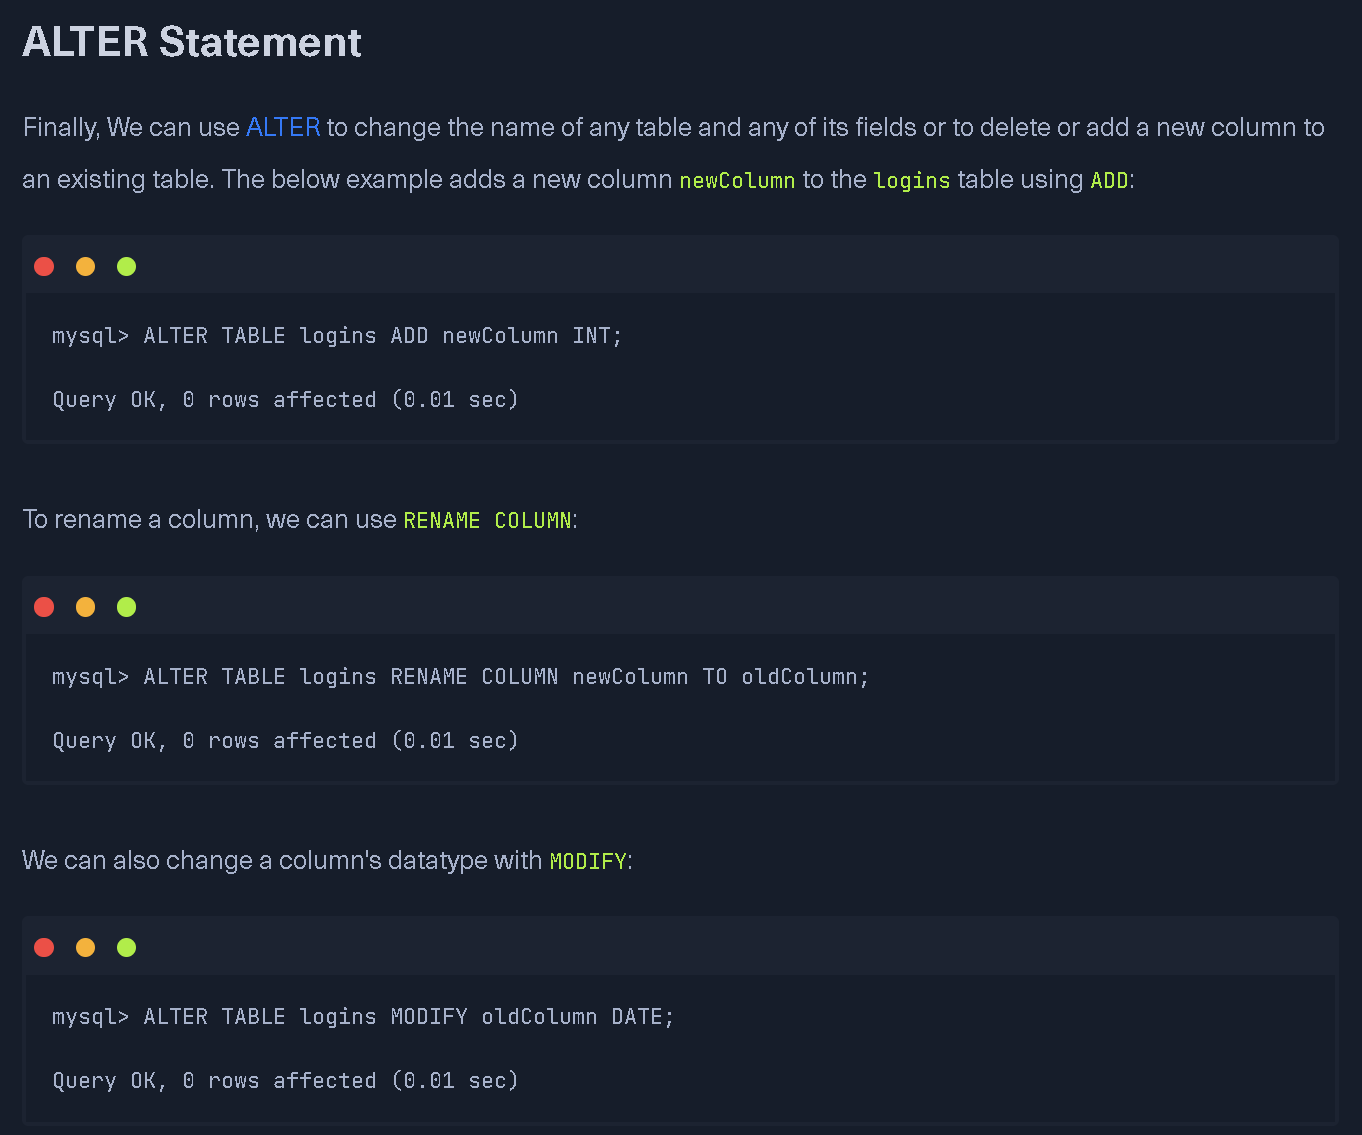 ALTER Statement
Finally, We can use ALTER to change the name of any table and any of its fields or to delete or add a new column to
an existing table. The below example adds a new column newColumn to the logins table using ADD:
mysql> ALTER TABLE logins ADD newColumn INT;
Query OK, 0 rows affected (0.01 sec)
To rename a column, we can use RENAME COLUMN:
mysql> ALTER TABLE logins RENAME COLUMN newColumn TO oldColumn;
Query OK, 0 rows affected (0.01 sec)
We can also change a column's datatype with MODIFY:
mysql> ALTER TABLE logins MODIFY oldColumn DATE;
Query OK, 0 rows affected (0.01 sec)